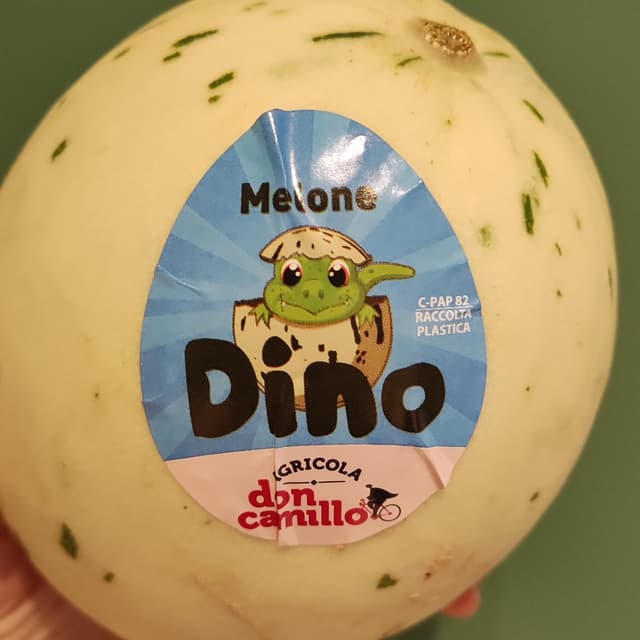 Melone
Dino
C-PAP 82
RACCOLTA
PLASTICA
AGRICOLA
don
camillo